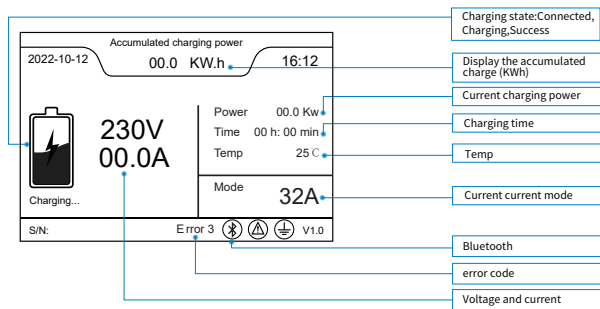 Charging state:Connected,
Charging,Success
Accumulated charging power
2022-10-12
00.0 KW.h
16:12
Display the accumulated
charge (KWh)
Current charging power
Power 00.0 Kw
230V
Time 00 h: 00 min
Charging time
00.0A
Temp 25℃
Temp
Mode
32A
Current current mode
Charging...
S/N:
Error 3
V1.0
Bluetooth
error code
Voltage and current